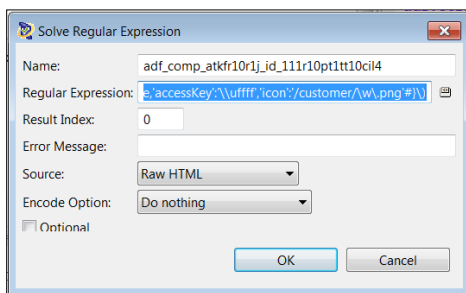 Solve Regular Expression
Name: adf_comp_atkfr10r1j_id_111r10pt1tt10cil4
Regular Expression: e,'accessKey':'\\uffff','icon':'/customer/\w\.png'#}\)
Result Index: 0
Error Message:
Source: Raw HTML
Encode Option: Do nothing
Optional
OK Cancel